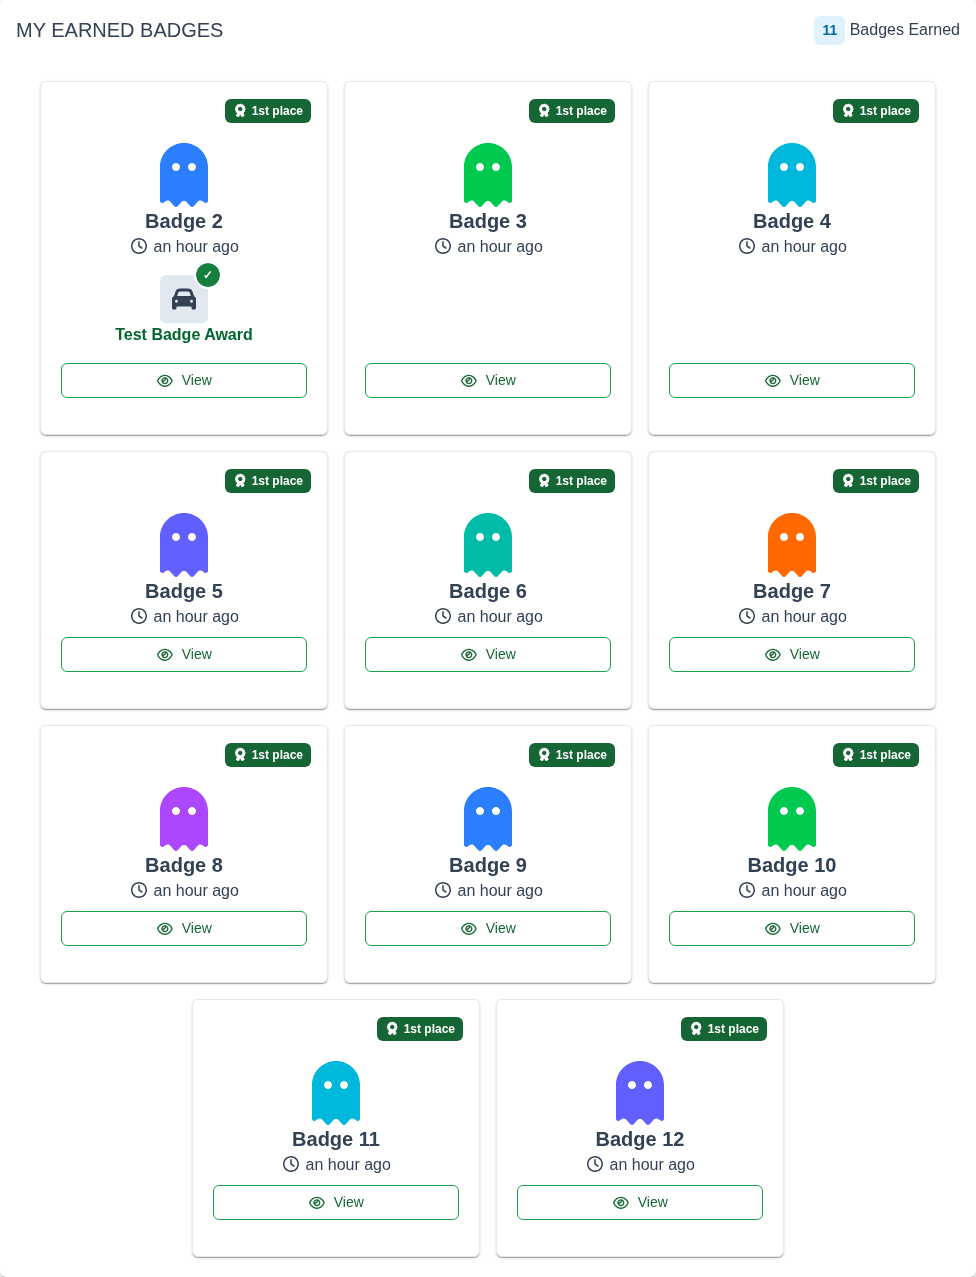 MY EARNED BADGES
11 Badges Earned
1st place 1st place 1st place
Badge 2 Badge 3 Badge 4
an hour ago an hour ago an hour ago
Test Badge Award
View View View
1st place 1st place 1st place
Badge 5 Badge 6 Badge 7
an hour ago an hour ago an hour ago
View View View
1st place 1st place 1st place
Badge 8 Badge 9 Badge 10
an hour ago an hour ago an hour ago
View View View
1st place 1st place
Badge 11 Badge 12
an hour ago an hour ago
View View